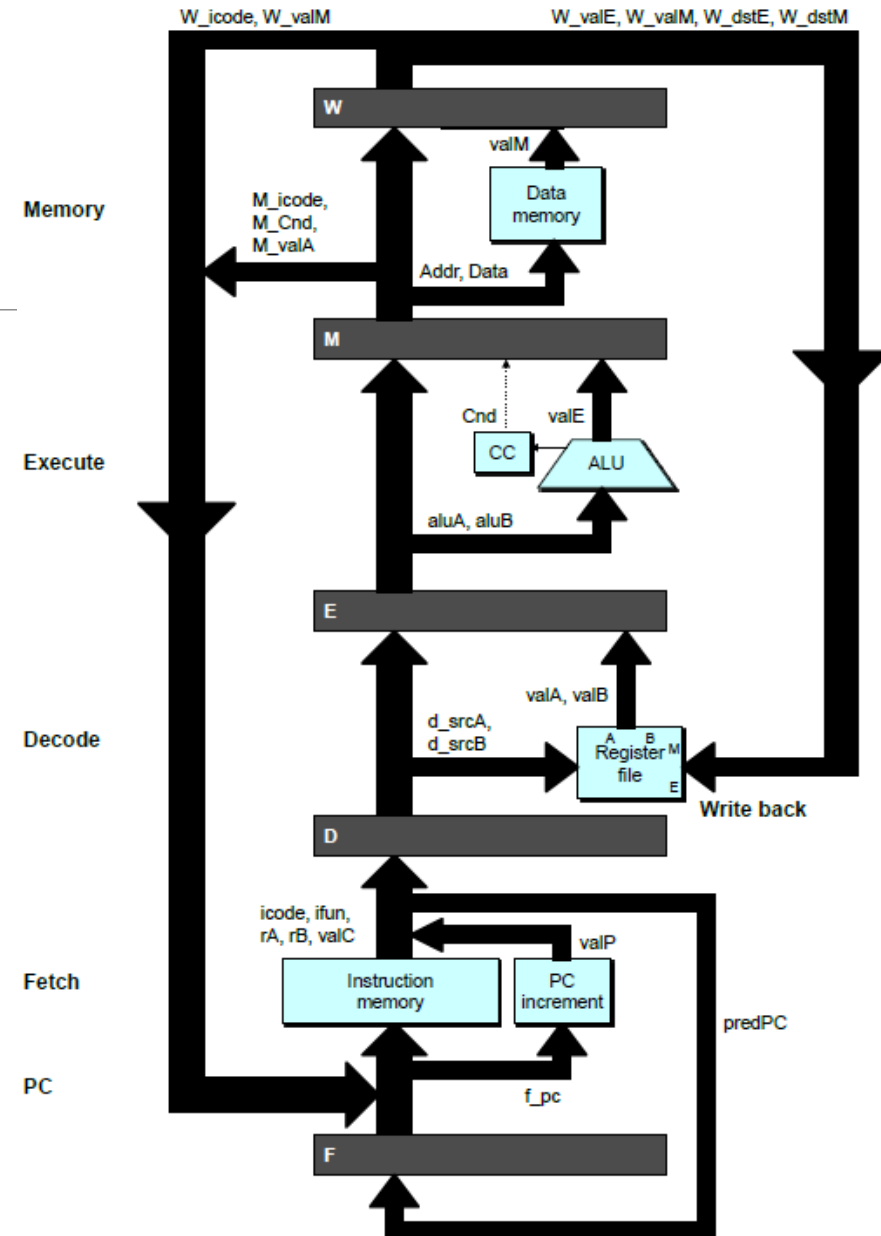 W_icode, W_valM
W_valE, W_valM, W_dstE, W_dstM
W
valM
Memory
Data
memory
M_icode,
M_Cnd,
M_valA
Addr, Data
M
Cnd
valE
Execute
CC
ALU
aluA, aluB
E
valA, valB
Decode
d_srcA,
d_srcB
A B
Register
file
M
E
Write back
D
icode, ifun,
rA, rB, valC
valP
Fetch
Instruction
memory
PC
increment
predPC
PC
f_pc
F